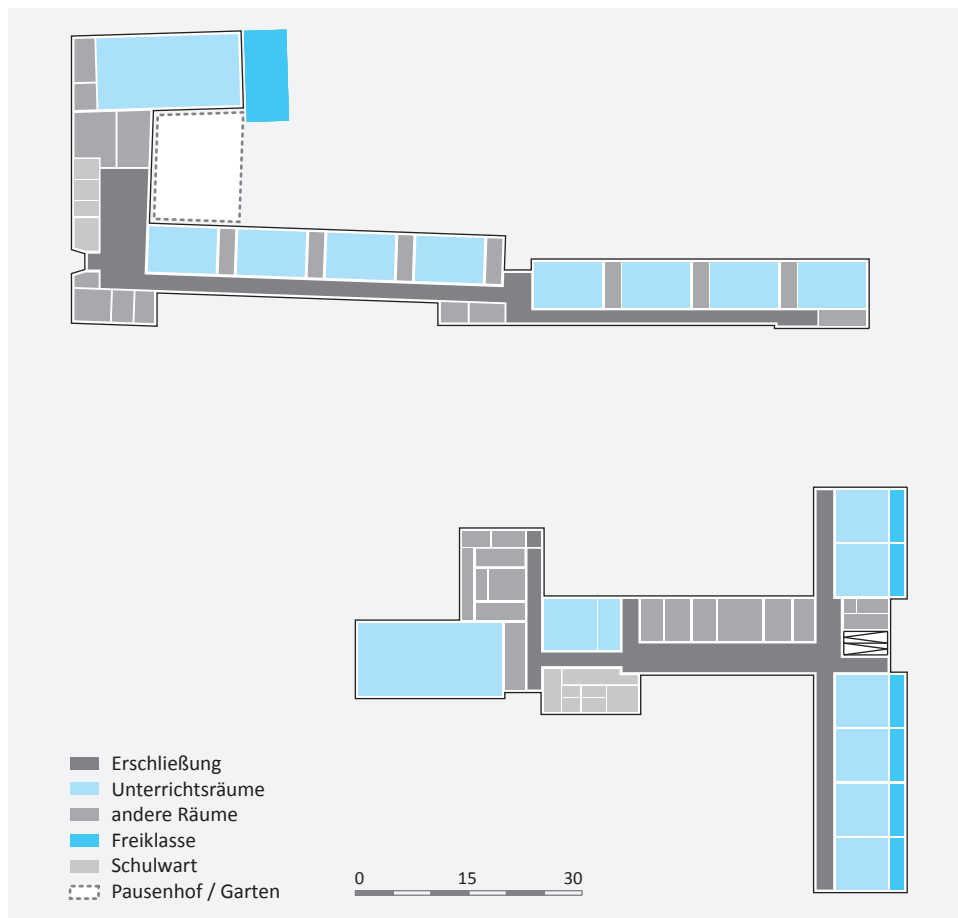 Erschließung
Unterrichtsräume
andere Räume
Freiklasse
Schulwart
Pausenhof / Garten
0 15 30